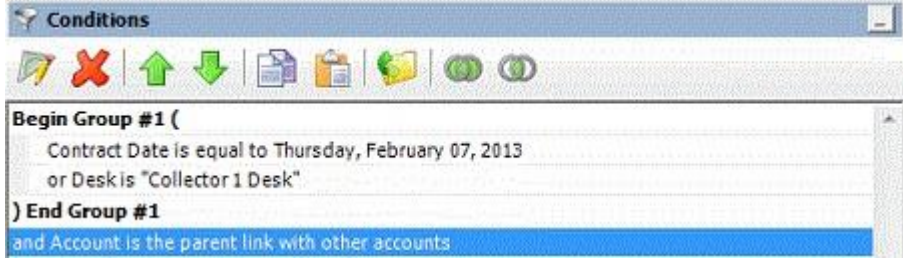 Conditions
Begin Group #1 (
Contract Date is equal to Thursday, February 07, 2013
or Desk is "Collector 1 Desk"
) End Group #1
and Account is the parent link with other accounts